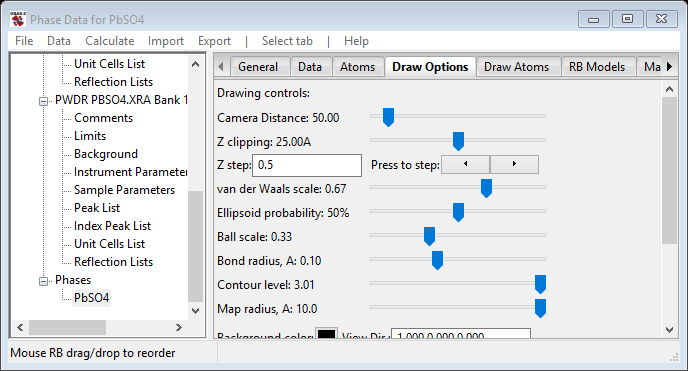 Phase Data for PbSO4
File Data Calculate Import Export | Select tab | Help
Unit Cells List
Reflection Lists
PWDR PBSO4.XRA Bank 1
Comments
Limits
Background
Instrument Parameter
Sample Parameters
Peak List
Index Peak List
Unit Cells List
Reflection Lists
Phases
PbSO4
General Data Atoms Draw Options Draw Atoms RB Models Ma
Drawing controls:
Camera Distance: 50.00
Z clipping: 25.00A
Z step: 0.5 Press to step:
van der Waals scale: 0.67
Ellipsoid probability: 50%
Ball scale: 0.33
Bond radius, A: 0.10
Contour level: 3.01
Map radius, A: 10.0
Background color: View Dir.: 1.000 0.000 0.000
Mouse RB drag/drop to reorder